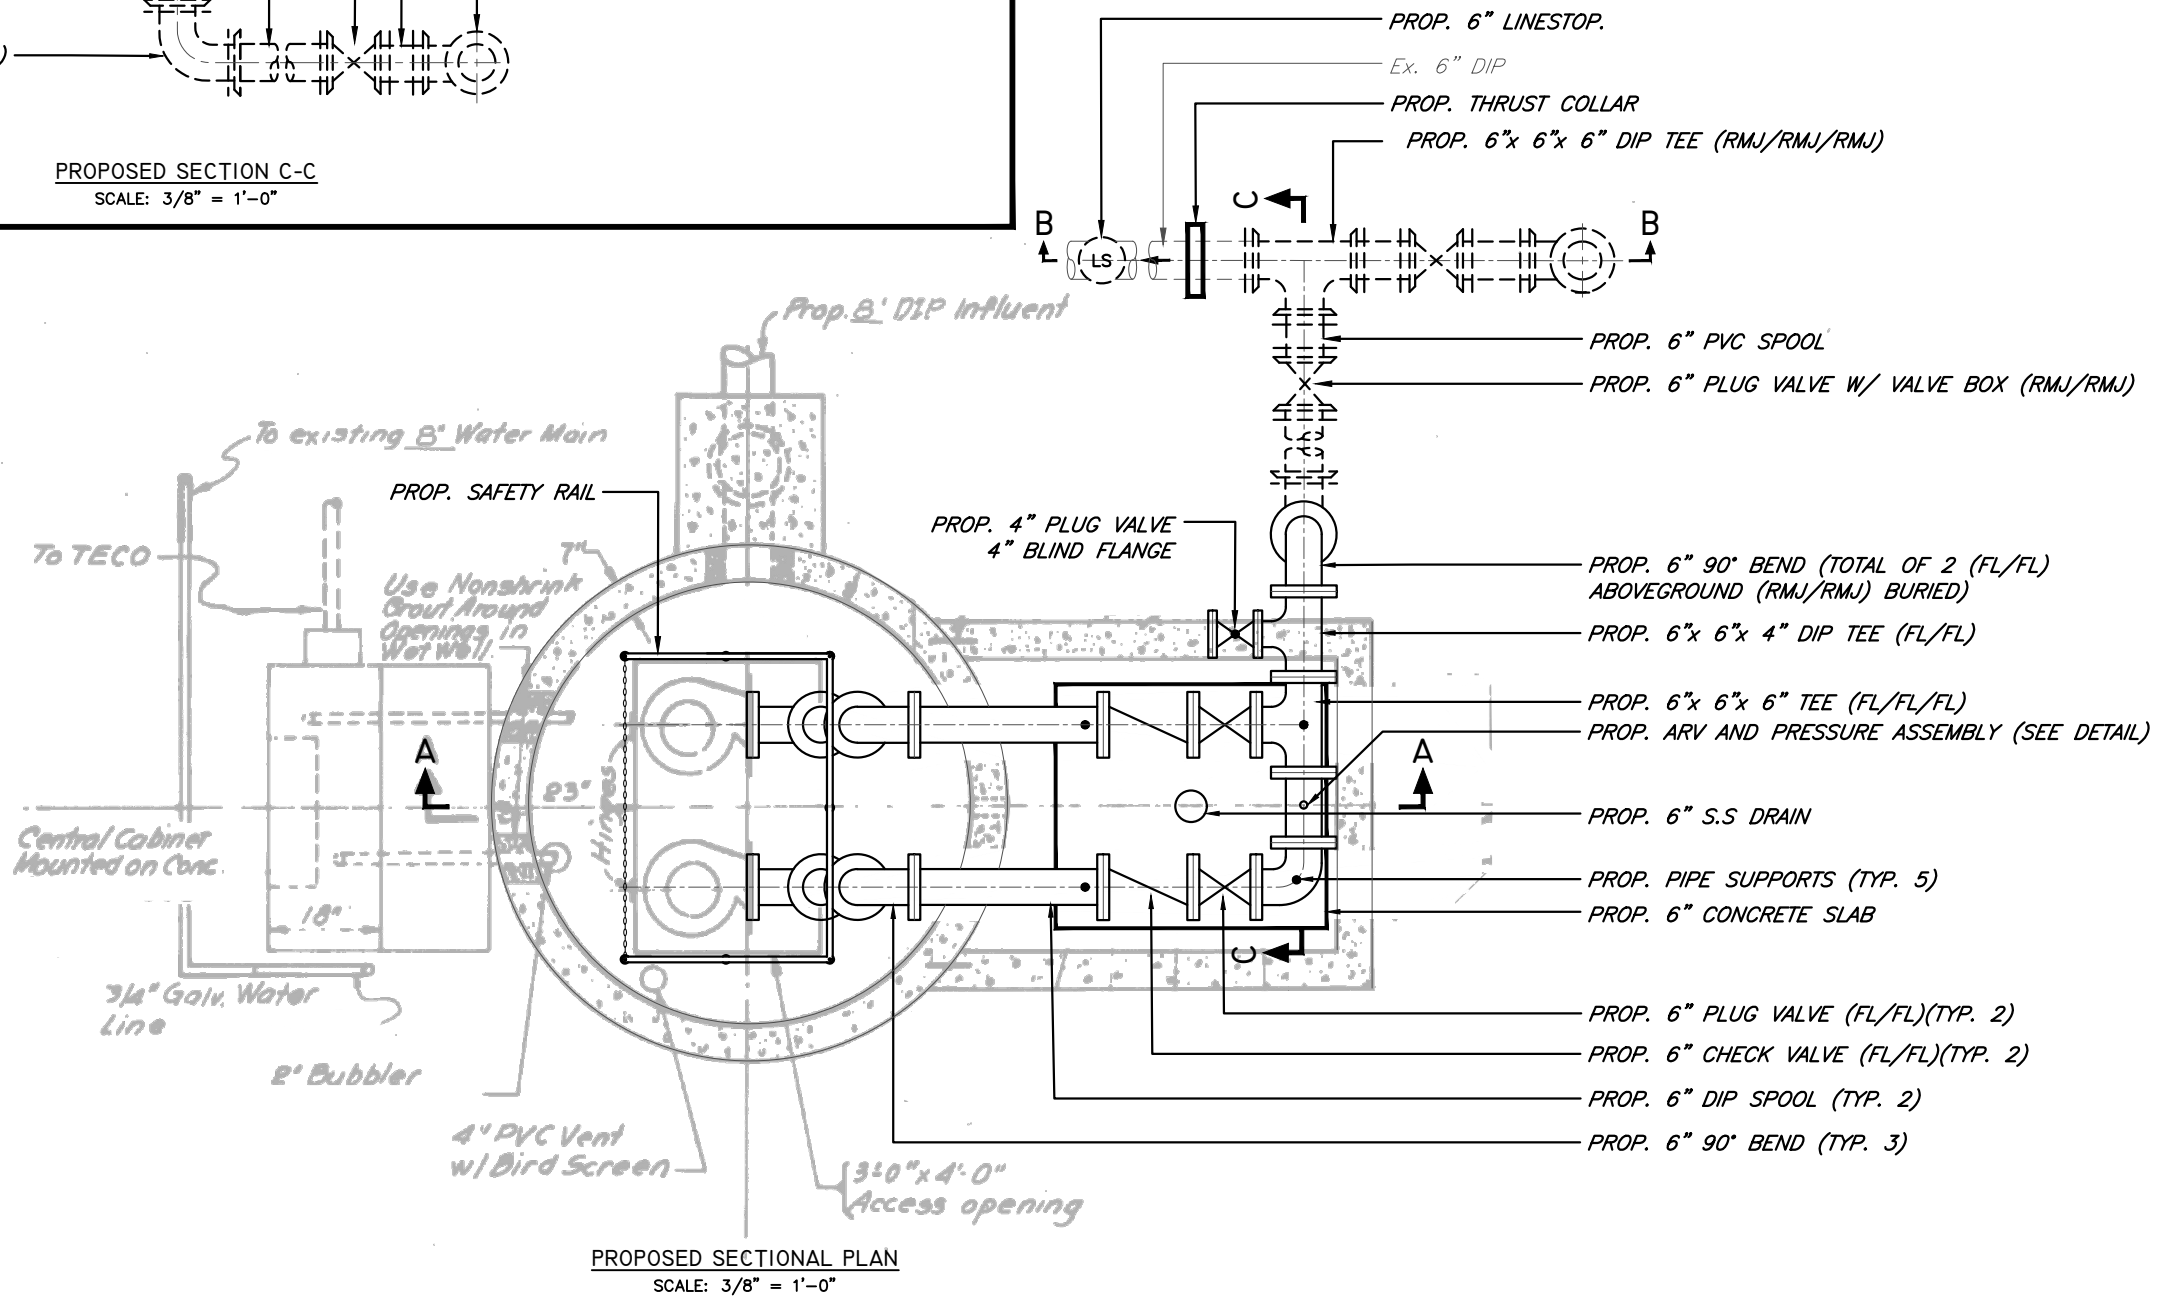 PROPOSED SECTION C-C
SCALE: 3/8" = 1'-0"
PROP. 6" LINESTOP.
Ex. 6" DIP
PROP. THRUST COLLAR
PROP. 6"x 6"x 6" DIP TEE (RMJ/RMJ/RMJ)
C
B
B
LS
Prop. 8" DIP Influent
PROP. 6" PVC SPOOL
PROP. 6" PLUG VALVE W/ VALVE BOX (RMJ/RMJ)
To existing 8" Water Main
PROP. SAFETY RAIL
To TECO
7"
PROP. 4" PLUG VALVE
4" BLIND FLANGE
Use Nonshrink
Grout Around
Openings in
Wet Well.
PROP. 6" 90° BEND (TOTAL OF 2 (FL/FL)
ABOVEGROUND (RMJ/RMJ) BURIED)
PROP. 6"x 6"x 4" DIP TEE (FL/FL)
PROP. 6"x 6"x 6" TEE (FL/FL/FL)
PROP. ARV AND PRESSURE ASSEMBLY (SEE DETAIL)
A
A
23"
Hinges
PROP. 6" S.S DRAIN
Central Cabinet
Mounted on Conc
PROP. PIPE SUPPORTS (TYP. 5)
18"
PROP. 6" CONCRETE SLAB
C
3/4" Galv. Water
Line
PROP. 6" PLUG VALVE (FL/FL)(TYP. 2)
PROP. 6" CHECK VALVE (FL/FL)(TYP. 2)
2" Bubbler
PROP. 6" DIP SPOOL (TYP. 2)
4" PVC Vent
w/ Bird Screen
PROP. 6" 90° BEND (TYP. 3)
3'-0" x 4'-0"
Access opening
PROPOSED SECTIONAL PLAN
SCALE: 3/8" = 1'-0"